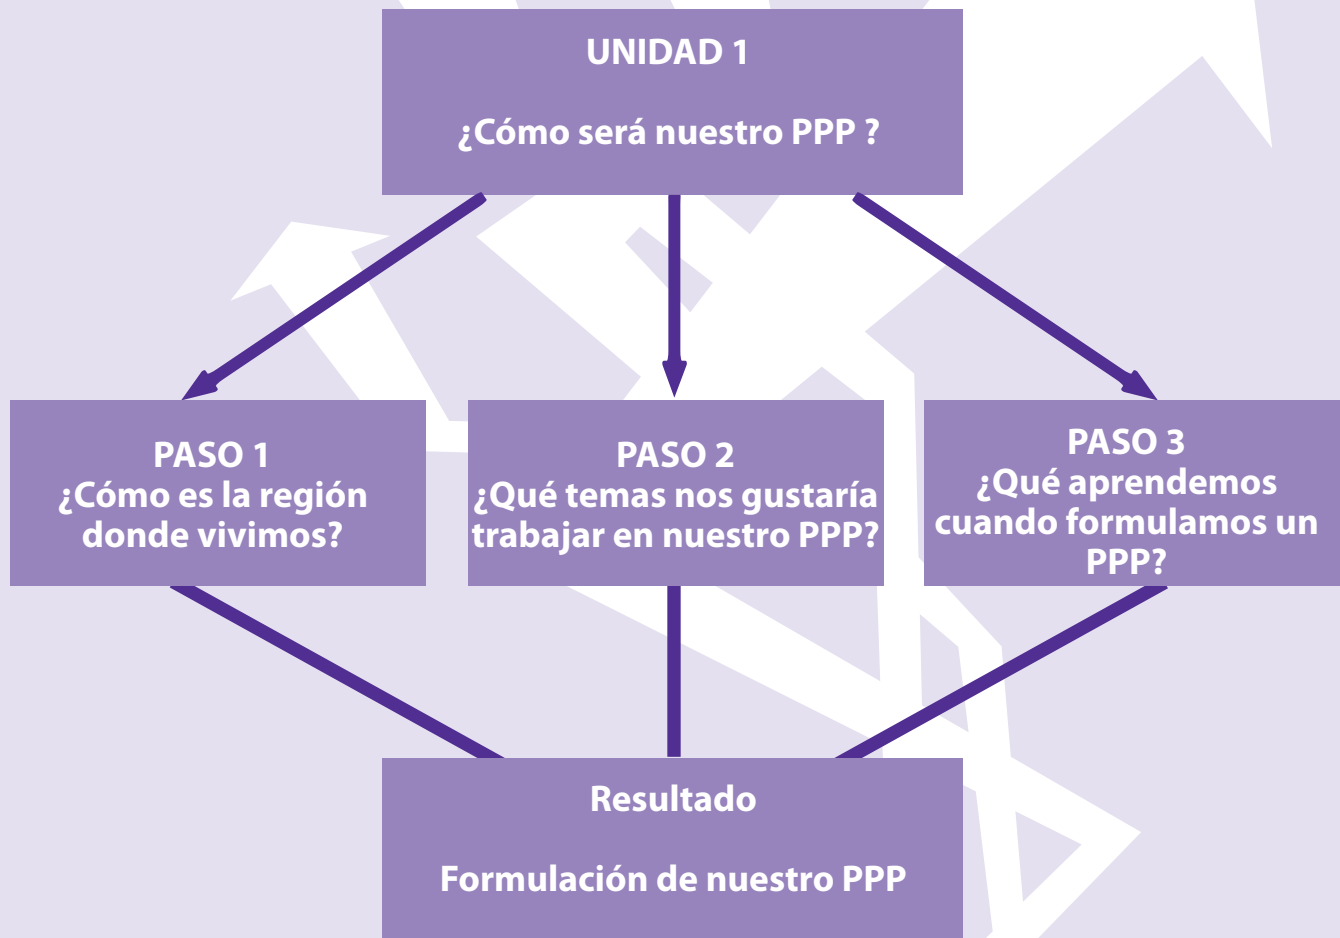 UNIDAD 1
¿Cómo será nuestro PPP ?
PASO 1
¿Cómo es la región
donde vivimos?
PASO 2
¿Qué temas nos gustaría
trabajar en nuestro PPP?
PASO 3
¿Qué aprendemos
cuando formulamos un
PPP?
Resultado
Formulación de nuestro PPP